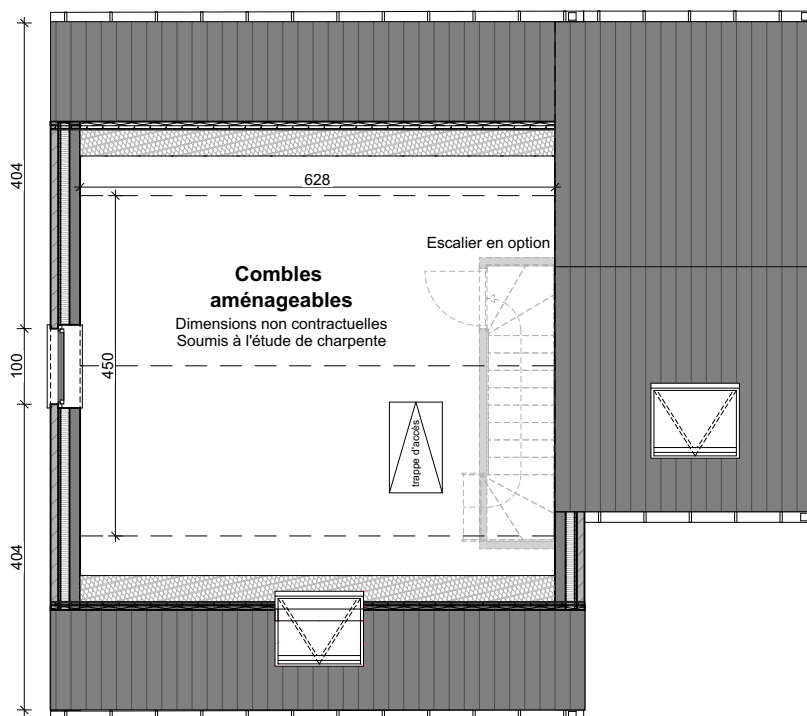 404
628
Escalier en option
Combles
aménageables
Dimensions non contractuelles
Soumis à l'étude de charpente
100
450
trappe d'accès
404